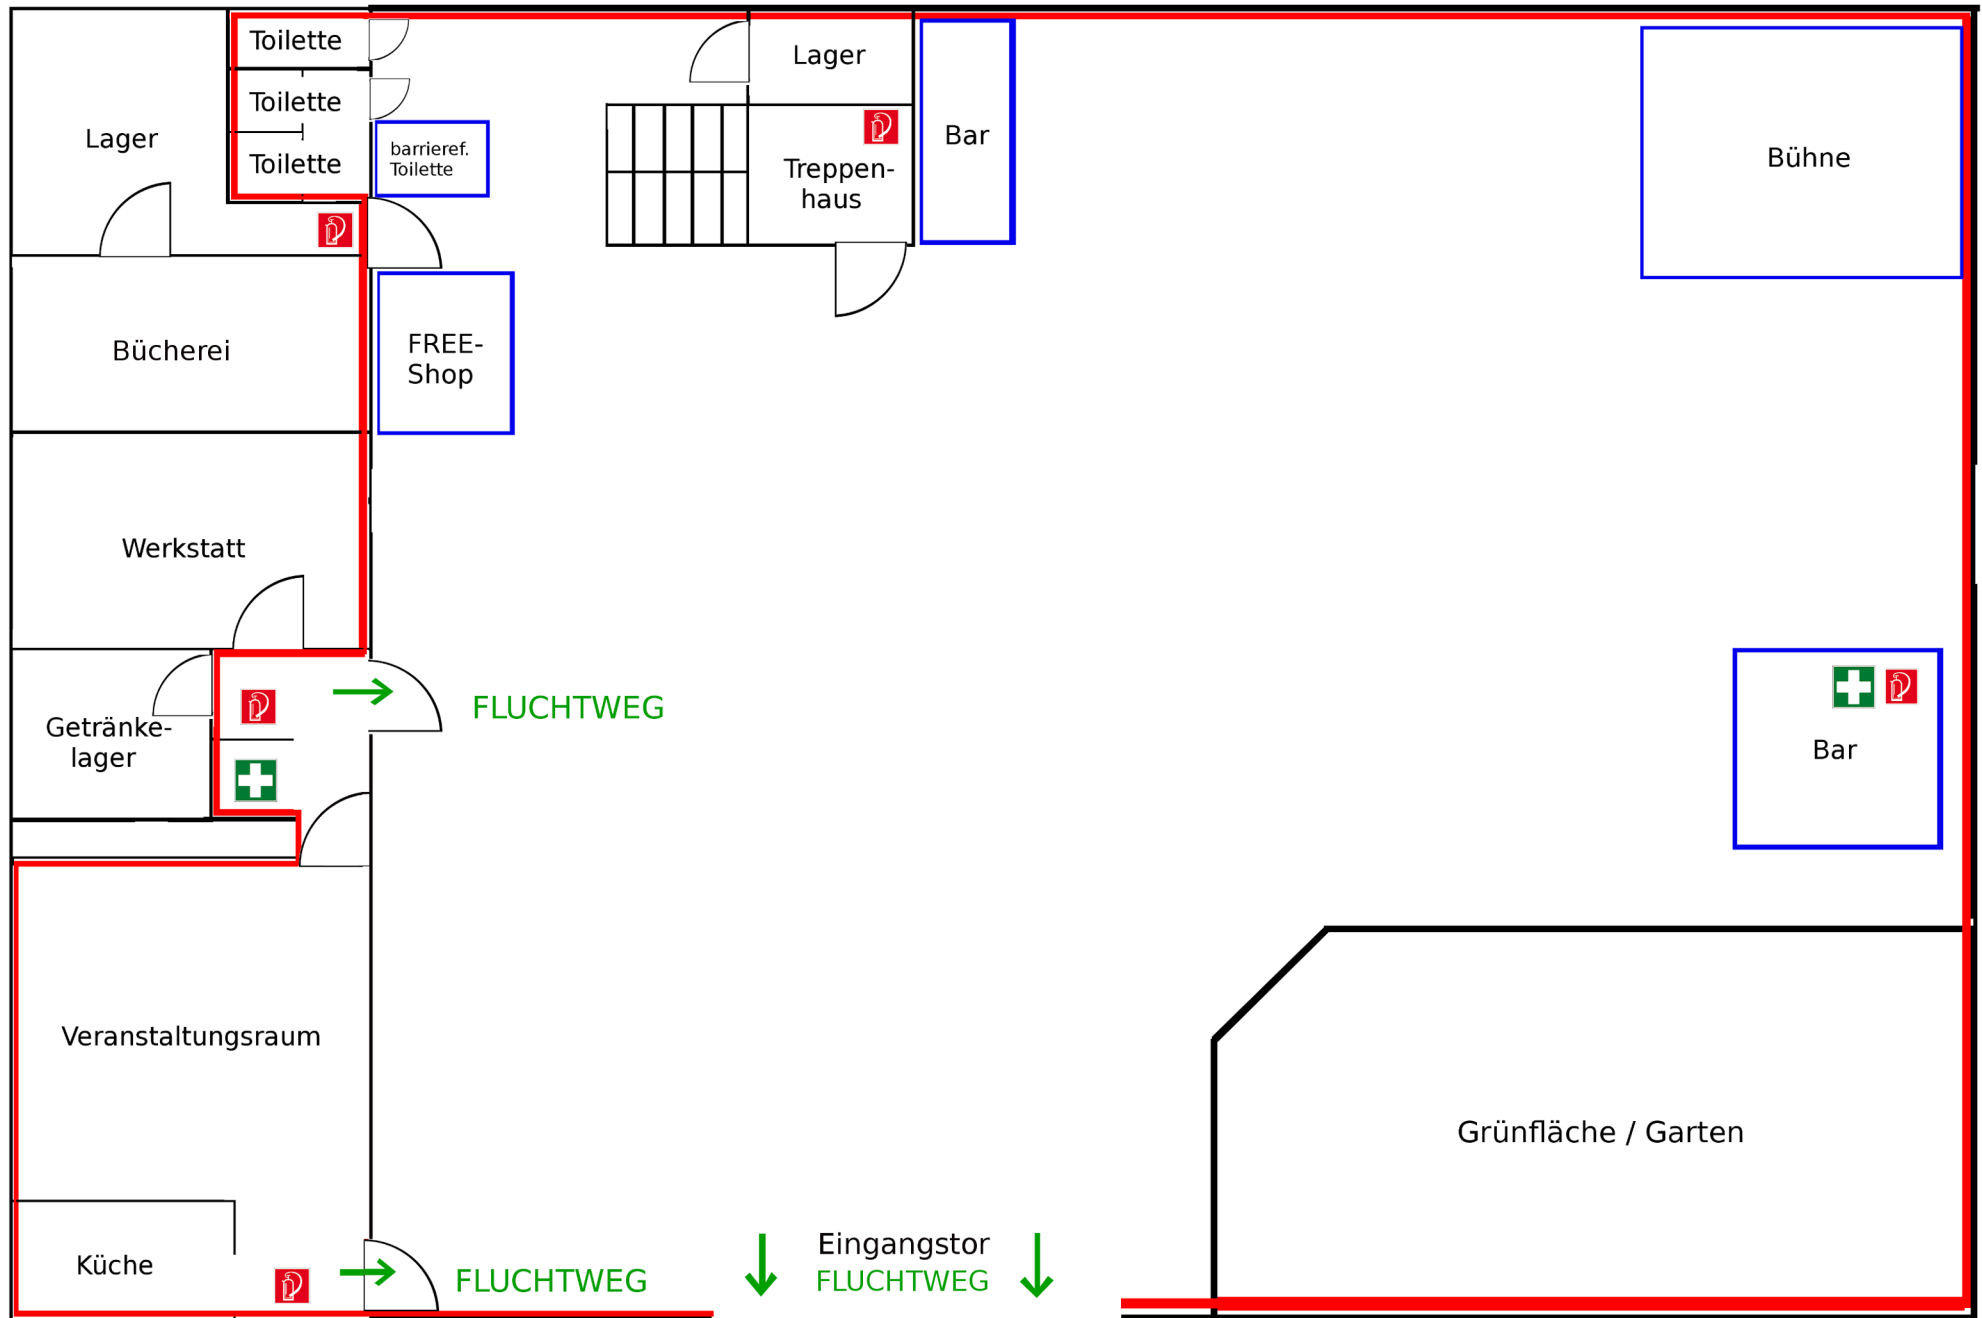 Toilette
Lager
Toilette
Bar
Lager
barrieref.
Toilette
Toilette
Treppen-
haus
Bühne
FREE-
Shop
Bücherei
Werkstatt
FLUCHTWEG
Getränke-
lager
Bar
Veranstaltungsraum
Grünfläche / Garten
Küche
FLUCHTWEG
Eingangstor
FLUCHTWEG